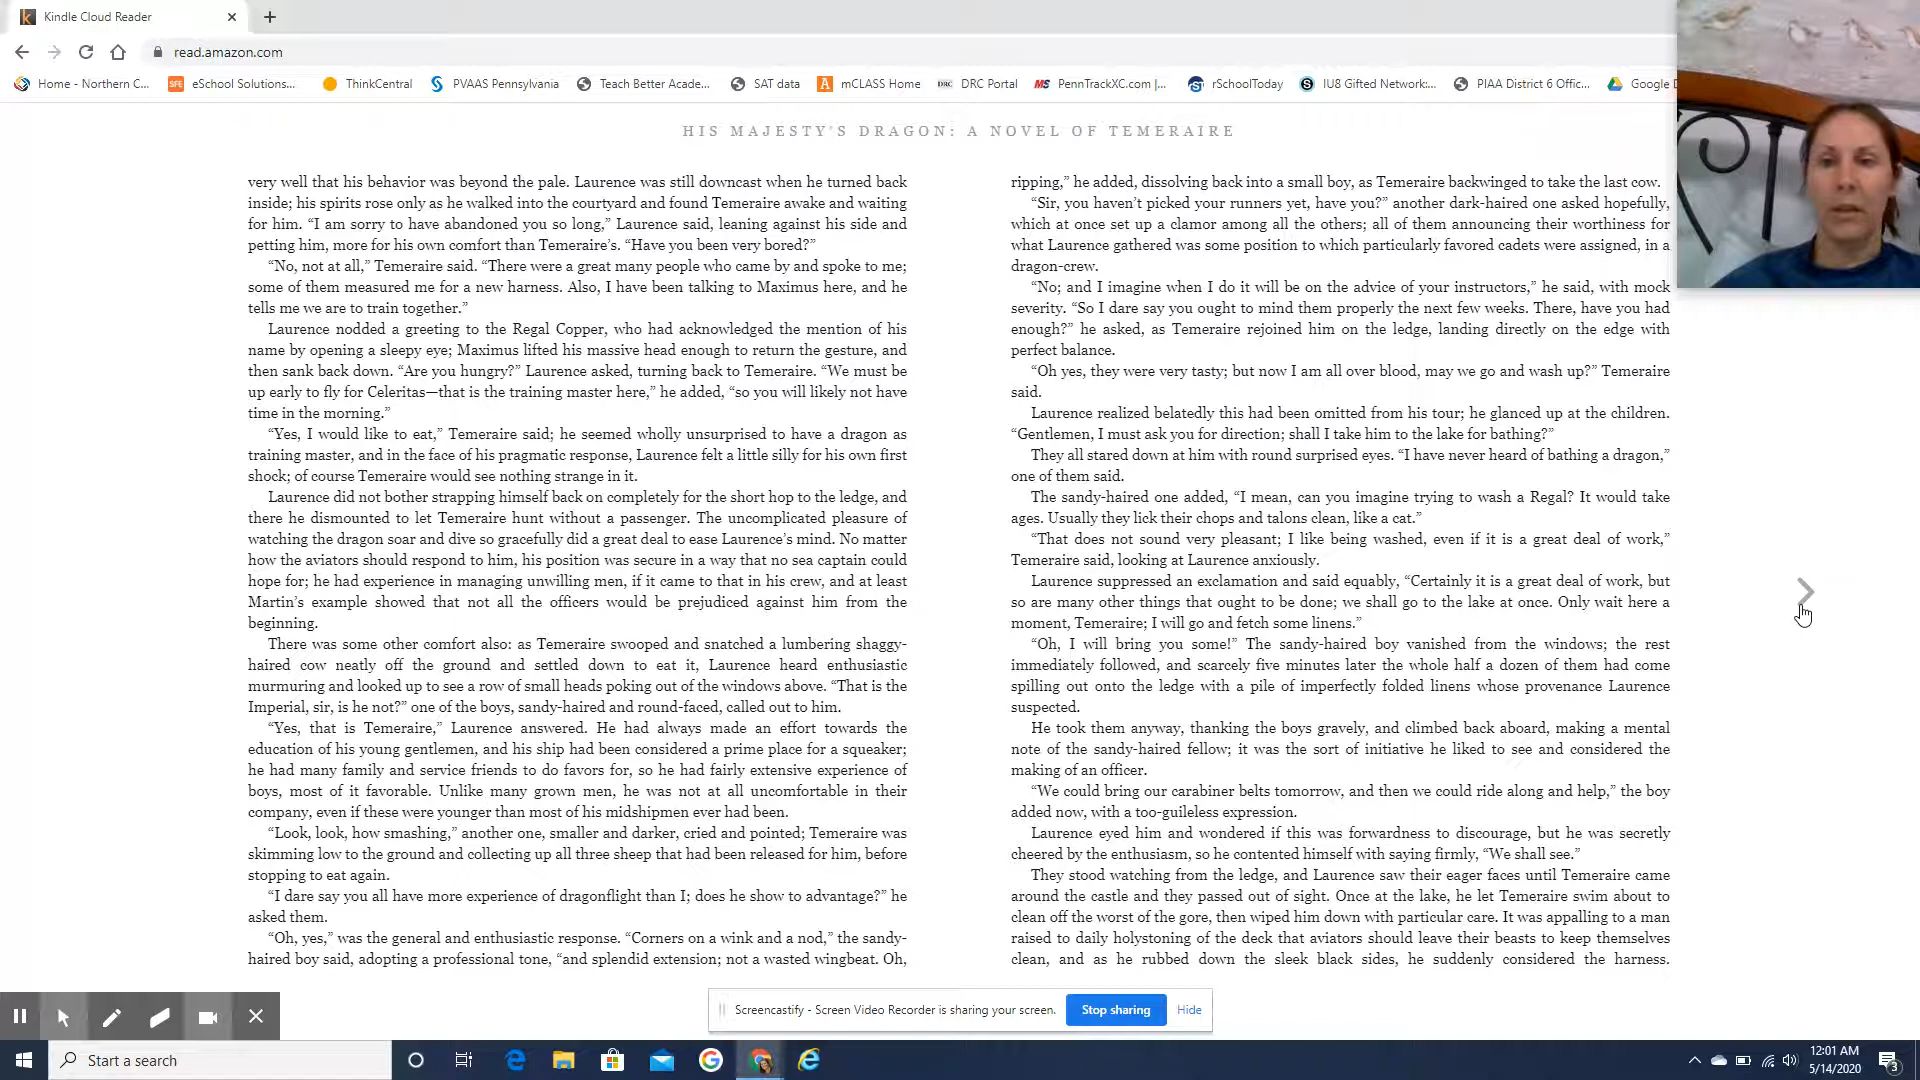 Kindle Cloud Reader
read.amazon.com
Home - Northern C...
eSchool Solutions...
ThinkCentral
PVAAS Pennsylvania
Teach Better Acade...
SAT data
mCLASS Home
DRC Portal
PennTrackXC.com |...
rSchoolToday
IU8 Gifted Network:...
PIAA District 6 Offic...
Google D
HIS MAJESTY'S DRAGON: A NOVEL OF TEMERAIRE
very well that his behavior was beyond the pale. Laurence was still downcast when he turned back
inside; his spirits rose only as he walked into the courtyard and found Temeraire awake and waiting
for him. “I am sorry to have abandoned you so long,” Laurence said, leaning against his side and
petting him, more for his own comfort than Temeraire’s. “Have you been very bored?”
“No, not at all,” Temeraire said. “There were a great many people who came by and spoke to me;
some of them measured me for a new harness. Also, I have been talking to Maximus here, and he
tells me we are to train together.”
Laurence nodded a greeting to the Regal Copper, who had acknowledged the mention of his
name by opening a sleepy eye; Maximus lifted his massive head enough to return the gesture, and
then sank back down. “Are you hungry?” Laurence asked, turning back to Temeraire. “We must be
up early to fly for Celeritas—that is the training master here,” he added, “so you will likely not have
time in the morning.”
“Yes, I would like to eat,” Temeraire said; he seemed wholly unsurprised to have a dragon as
training master, and in the face of his pragmatic response, Laurence felt a little silly for his own first
shock; of course Temeraire would see nothing strange in it.
Laurence did not bother strapping himself back on completely for the short hop to the ledge, and
there he dismounted to let Temeraire hunt without a passenger. The uncomplicated pleasure of
watching the dragon soar and dive so gracefully did a great deal to ease Laurence’s mind. No matter
how the aviators should respond to him, his position was secure in a way that no sea captain could
hope for; he had experience in managing unwilling men, if it came to that in his crew, and at least
Martin’s example showed that not all the officers would be prejudiced against him from the
beginning.
There was some other comfort also: as Temeraire swooped and snatched a lumbering shaggy-
haired cow neatly off the ground and settled down to eat it, Laurence heard enthusiastic
murmuring and looked up to see a row of small heads poking out of the windows above. “That is the
Imperial, sir, is he not?” one of the boys, sandy-haired and round-faced, called out to him.
“Yes, that is Temeraire,” Laurence answered. He had always made an effort towards the
education of his young gentlemen, and his ship had been considered a prime place for a squeaker;
he had many family and service friends to do favors for, so he had fairly extensive experience of
boys, most of it favorable. Unlike many grown men, he was not at all uncomfortable in their
company, even if these were younger than most of his midshipmen ever had been.
“Look, look, how smashing,” another one, smaller and darker, cried and pointed; Temeraire was
skimming low to the ground and collecting up all three sheep that had been released for him, before
stopping to eat again.
“I dare say you all have more experience of dragonflight than I; does he show to advantage?” he
asked them.
“Oh, yes,” was the general and enthusiastic response. “Corners on a wink and a nod,” the sandy-
haired boy said, adopting a professional tone, “and splendid extension; not a wasted wingbeat. Oh,
ripping,” he added, dissolving back into a small boy, as Temeraire backwinged to take the last cow.
“Sir, you haven’t picked your runners yet, have you?” another dark-haired one asked hopefully,
which at once set up a clamor among all the others; all of them announcing their worthiness for
what Laurence gathered was some position to which particularly favored cadets were assigned, in a
dragon-crew.
“No; and I imagine when I do it will be on the advice of your instructors,” he said, with mock
severity. “So I dare say you ought to mind them properly the next few weeks. There, have you had
enough?” he asked, as Temeraire rejoined him on the ledge, landing directly on the edge with
perfect balance.
“Oh yes, they were very tasty; but now I am all over blood, may we go and wash up?” Temeraire
said.
Laurence realized belatedly this had been omitted from his tour; he glanced up at the children.
“Gentlemen, I must ask you for direction; shall I take him to the lake for bathing?”
They all stared down at him with round surprised eyes. “I have never heard of bathing a dragon,”
one of them said.
The sandy-haired one added, “I mean, can you imagine trying to wash a Regal? It would take
ages. Usually they lick their chops and talons clean, like a cat.”
“That does not sound very pleasant; I like being washed, even if it is a great deal of work,”
Temeraire said, looking at Laurence anxiously.
Laurence suppressed an exclamation and said equably, “Certainly it is a great deal of work, but
so are many other things that ought to be done; we shall go to the lake at once. Only wait here a
moment, Temeraire; I will go and fetch some linens.”
“Oh, I will bring you some!” The sandy-haired boy vanished from the windows; the rest
immediately followed, and scarcely five minutes later the whole half a dozen of them had come
spilling out onto the ledge with a pile of imperfectly folded linens whose provenance Laurence
suspected.
He took them anyway, thanking the boys gravely, and climbed back aboard, making a mental
note of the sandy-haired fellow; it was the sort of initiative he liked to see and considered the
making of an officer.
“We could bring our carabiner belts tomorrow, and then we could ride along and help,” the boy
added now, with a too-guileless expression.
Laurence eyed him and wondered if this was forwardness to discourage, but he was secretly
cheered by the enthusiasm, so he contented himself with saying firmly, “We shall see.”
They stood watching from the ledge, and Laurence saw their eager faces until Temeraire came
around the castle and they passed out of sight. Once at the lake, he let Temeraire swim about to
clean off the worst of the gore, then wiped him down with particular care. It was appalling to a man
raised to daily holystoning of the deck that aviators should leave their beasts to keep themselves
clean, and as he rubbed down the sleek black sides, he suddenly considered the harness.
Screencastify - Screen Video Recorder is sharing your screen.
Stop sharing
Hide
Start a search
12:01 AM
5/14/2020
3